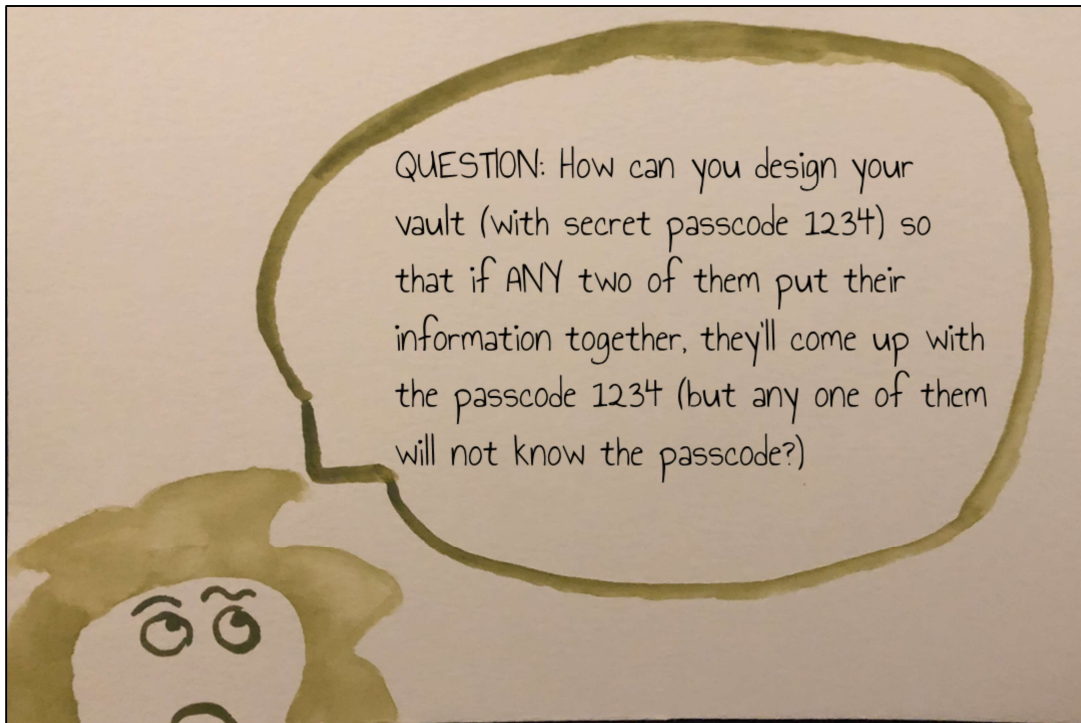 QUESTION: How can you design your
vault (with secret passcode 1234) so
that if ANY two of them put their
information together, they'll come up with
the passcode 1234 (but any one of them
will not know the passcode?)